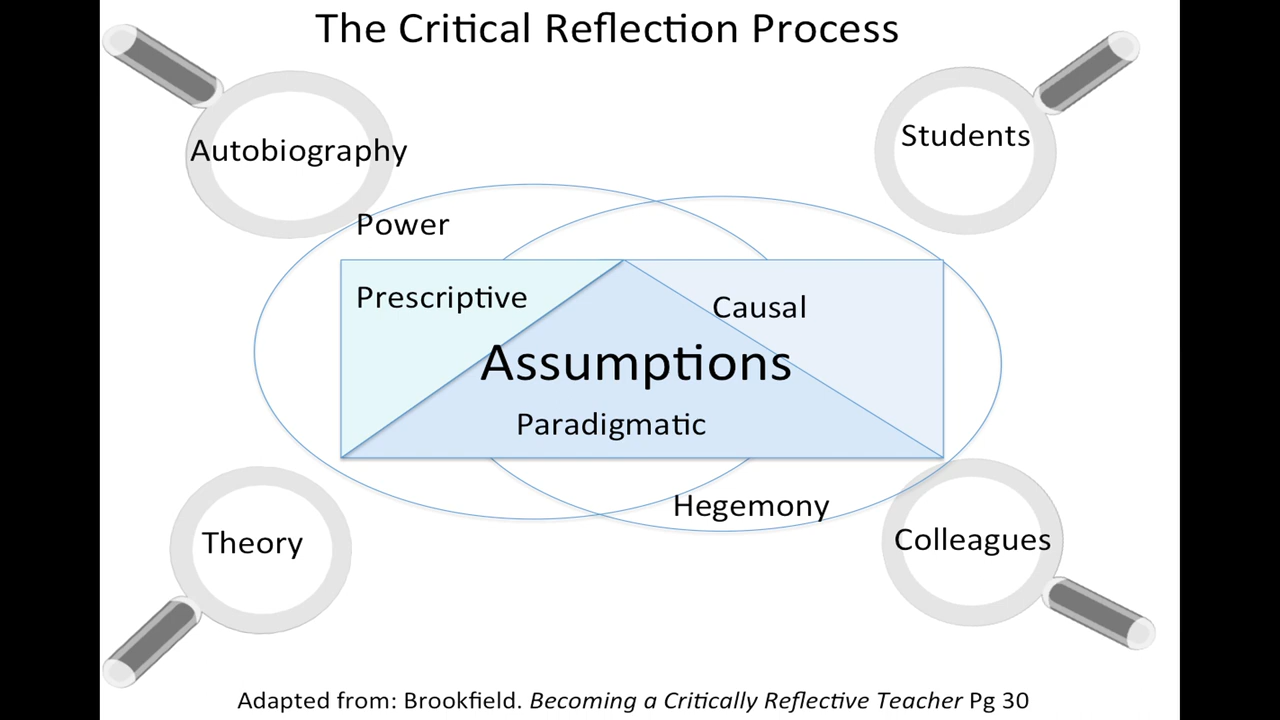 The Critical Reflection Process
Autobiography
Students
Power
Prescriptive
Causal
Assumptions
Paradigmatic
Hegemony
Theory
Colleagues
Adapted from: Brookfield. Becoming a Critically Reflective Teacher Pg 30